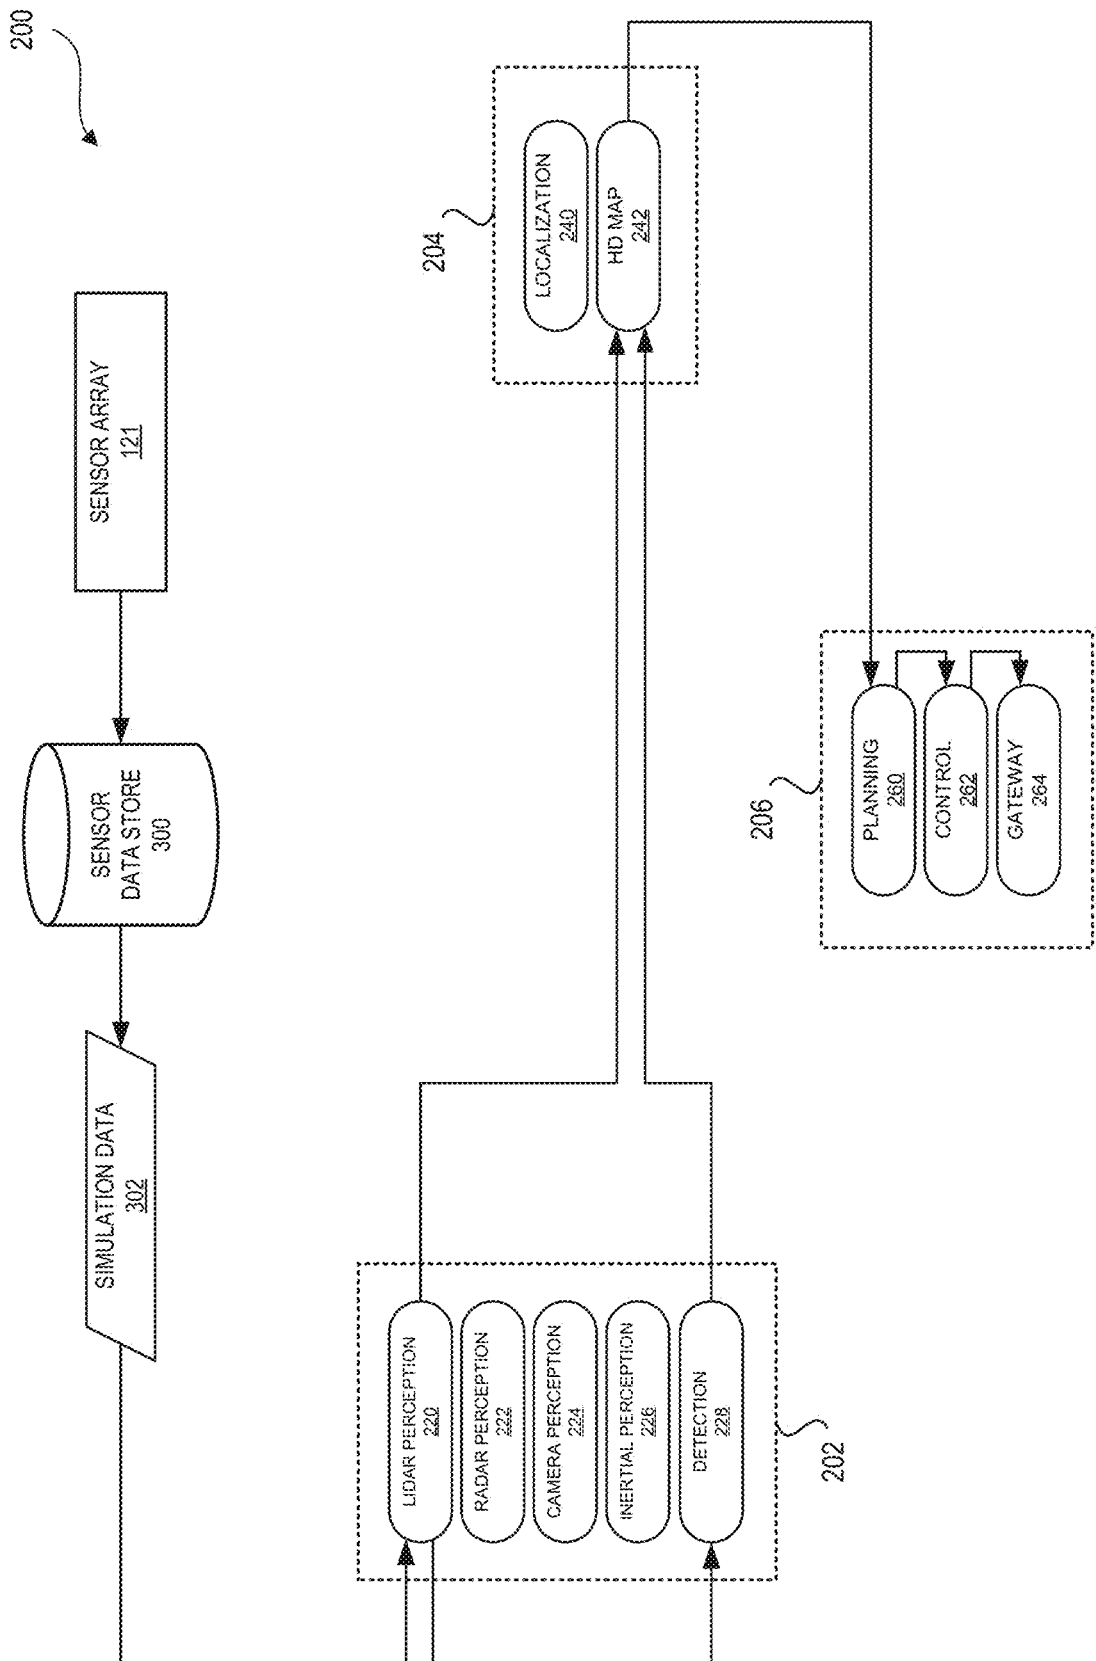 200
SENSOR ARRAY
121
SENSOR
DATA STORE
300
SIMULATION DATA
302
204
LOCALIZATION
240
HD MAP
242
206
PLANNING
260
CONTROL
262
GATEWAY
264
LIDAR PERCEPTION
220
RADAR PERCEPTION
222
CAMERA PERCEPTION
224
INERTIAL PERCEPTION
226
DETECTION
228
202